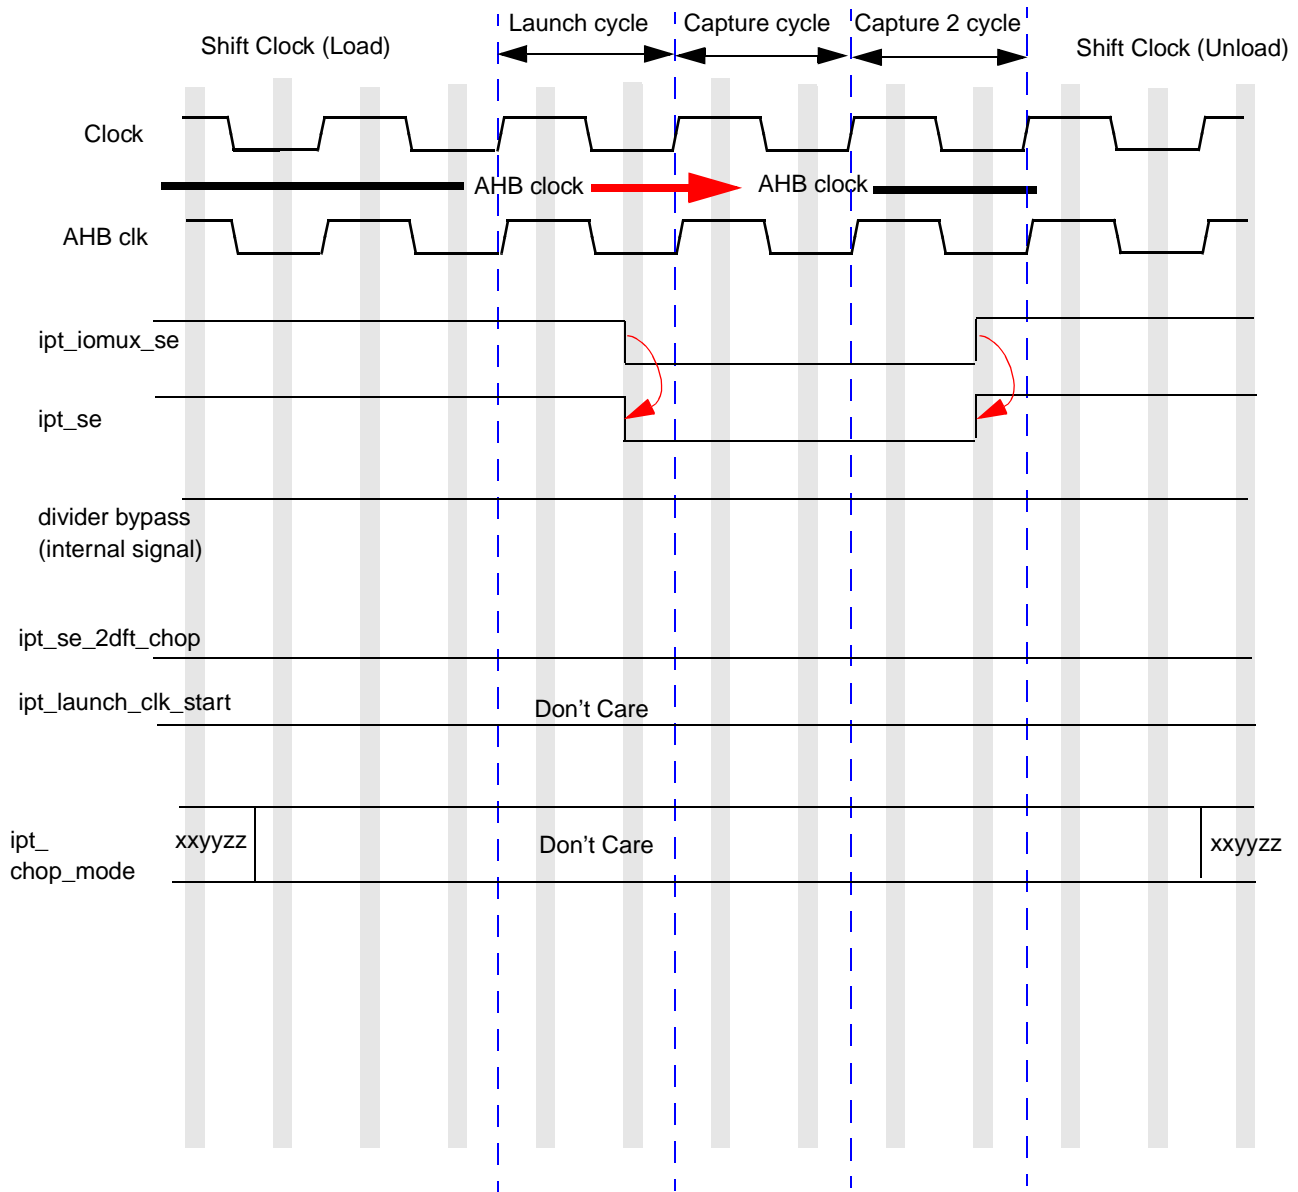 Launch cycle
Capture cycle
Capture 2 cycle
Shift Clock (Load)
Shift Clock (Unload)
Clock
AHB clock
AHB clock
AHB clk
ipt_iomux_se
ipt_se
divider bypass
(internal signal)
ipt_se_2dft_chop
ipt_launch_clk_start
Don't Care
ipt_
chop_mode
xxyyzz
Don't Care
xxyyzz